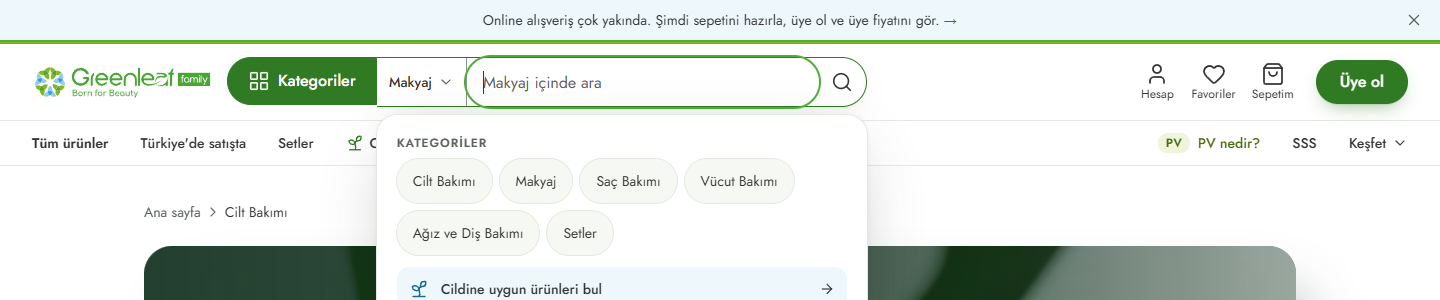 Online alışveriş çok yakında. Şimdi sepetini hazırla, üye ol ve üye fiyatını gör. →
Greenleaf family
Born for Beauty
Kategoriler
Makyaj
Makyaj içinde ara
Hesap
Favoriler
Sepetim
Üye ol
Tüm ürünler
Türkiye'de satışta
Setler
PV
PV nedir?
SSS
Keşfet
KATEGORİLER
Cilt Bakımı
Makyaj
Saç Bakımı
Vücut Bakımı
Ağız ve Diş Bakımı
Setler
Cildine uygun ürünleri bul
Ana sayfa > Cilt Bakımı